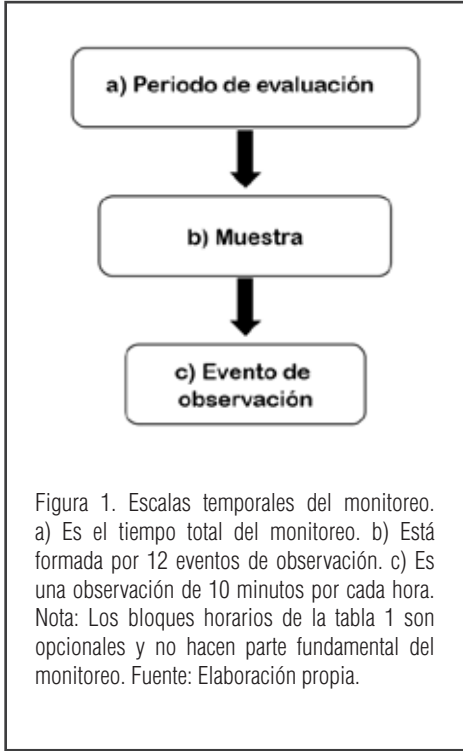 a) Periodo de evaluación
b) Muestra
c) Evento de
observación
Figura 1. Escalas temporales del monitoreo.
a) Es el tiempo total del monitoreo. b) Está
formada por 12 eventos de observación. c) Es
una observación de 10 minutos por cada hora.
Nota: Los bloques horarios de la tabla 1 son
opcionales y no hacen parte fundamental del
monitoreo. Fuente: Elaboración propia.